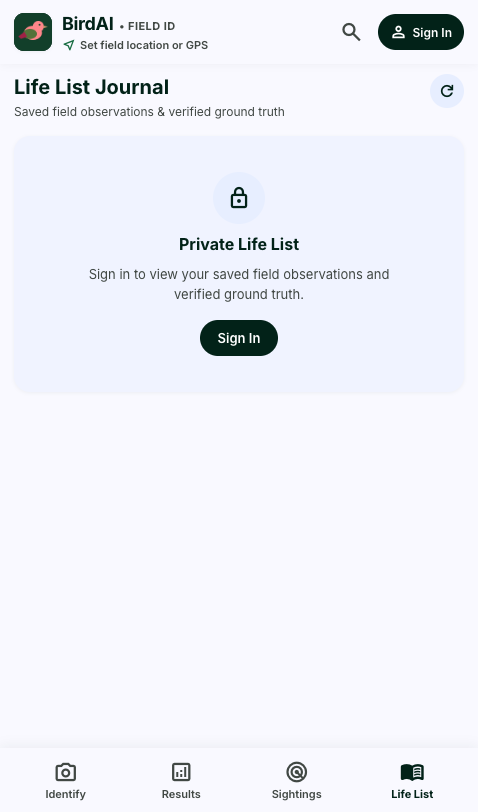 BirdAI • FIELD ID
Set field location or GPS
Sign In
Life List Journal
Saved field observations & verified ground truth
Private Life List
Sign in to view your saved field observations and
verified ground truth.
Sign In
Identify
Results
Sightings
Life List